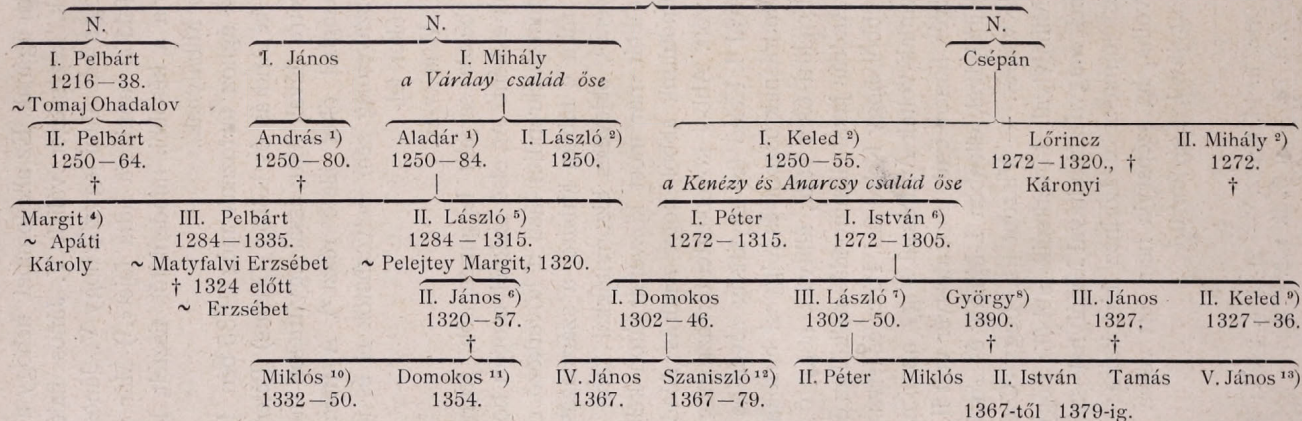 N. N. N.
I. Pelbárt I. János I. Mihály Csépán
1216—38. a Várday család őse
~ Tomaj Ohadalov
II. Pelbárt András ¹) Aladár ¹) I. László ²) I. Keled ²) Lőrincz II. Mihály ²)
1250—64. 1250—80. 1250—84. 1250. 1250—55. 1272—1320., † 1272.
† † a Kenézy és Anarcsy család őse Káronyi †
Margit ⁴) III. Pelbárt II. László ⁵) I. Péter I. István ⁶)
~ Apáti 1284—1335. 1284—1315. 1272—1315. 1272—1305.
Károly ~ Matyfalvi Erzsébet ~ Pelejtey Margit, 1320.
† 1324 előtt II. János ⁶) I. Domokos III. László ⁷) György ⁸) III. János II. Keled ⁹)
~ Erzsébet 1320—57. 1302—46. 1302—50. 1390. 1327. 1327—36.
† † †
Miklós ¹⁰) Domokos ¹¹) IV. János Szaniszló ¹²) II. Péter Miklós II. István Tamás V. János ¹³)
1332—50. 1354. 1367. 1367—79. 1367-től 1379-ig.